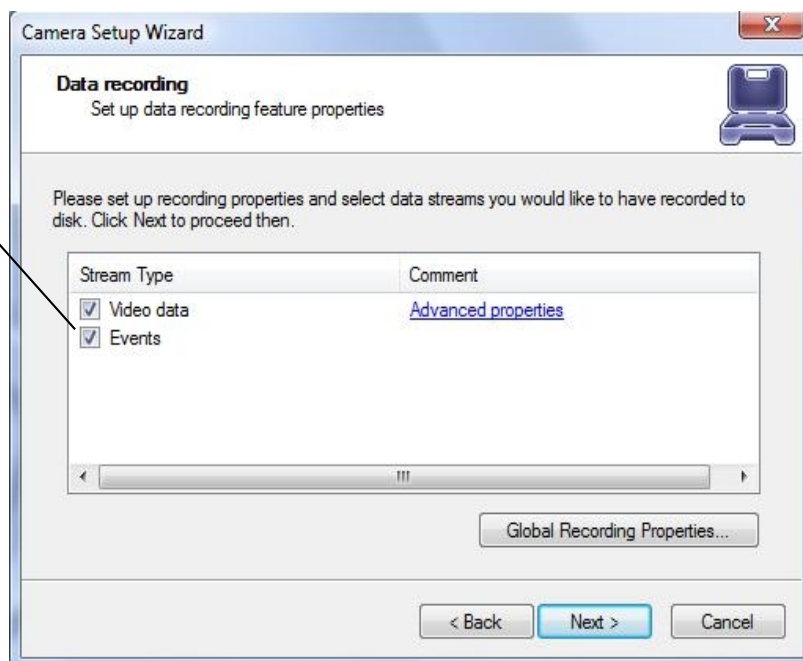 Camera Setup Wizard
Data recording
Set up data recording feature properties
Please set up recording properties and select data streams you would like to have recorded to
disk. Click Next to proceed then.
Stream Type Comment
Video data Advanced properties
Events
Global Recording Properties...
< Back Next > Cancel